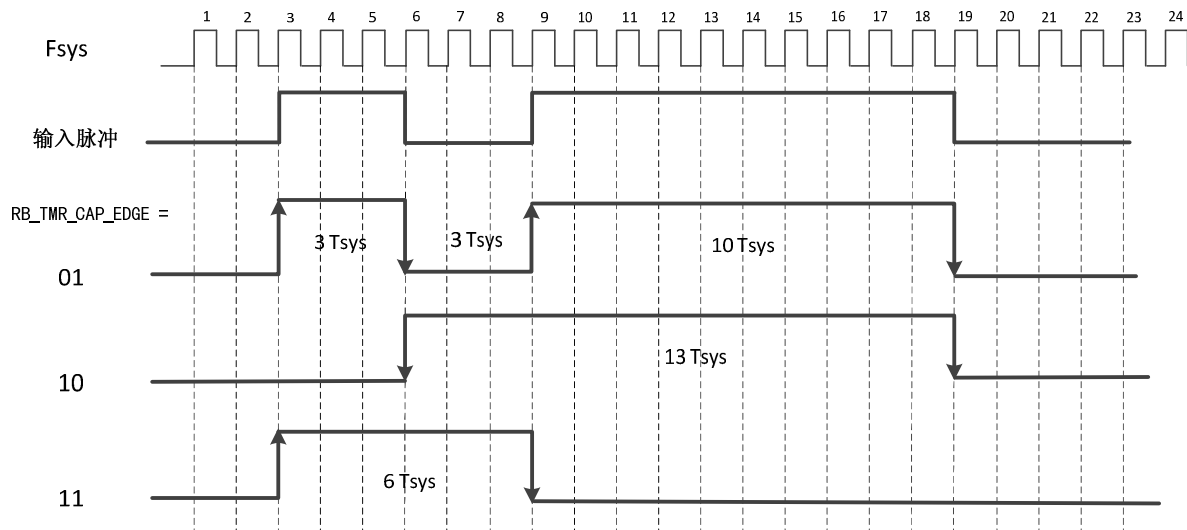 1 2 3 4 5 6 7 8 9 10 11 12 13 14 15 16 17 18 19 20 21 22 23 24
Fsys
输入脉冲
RB_TMR_CAP_EDGE =
3 Tsys 3 Tsys 10 Tsys
01
13 Tsys
10
6 Tsys
11